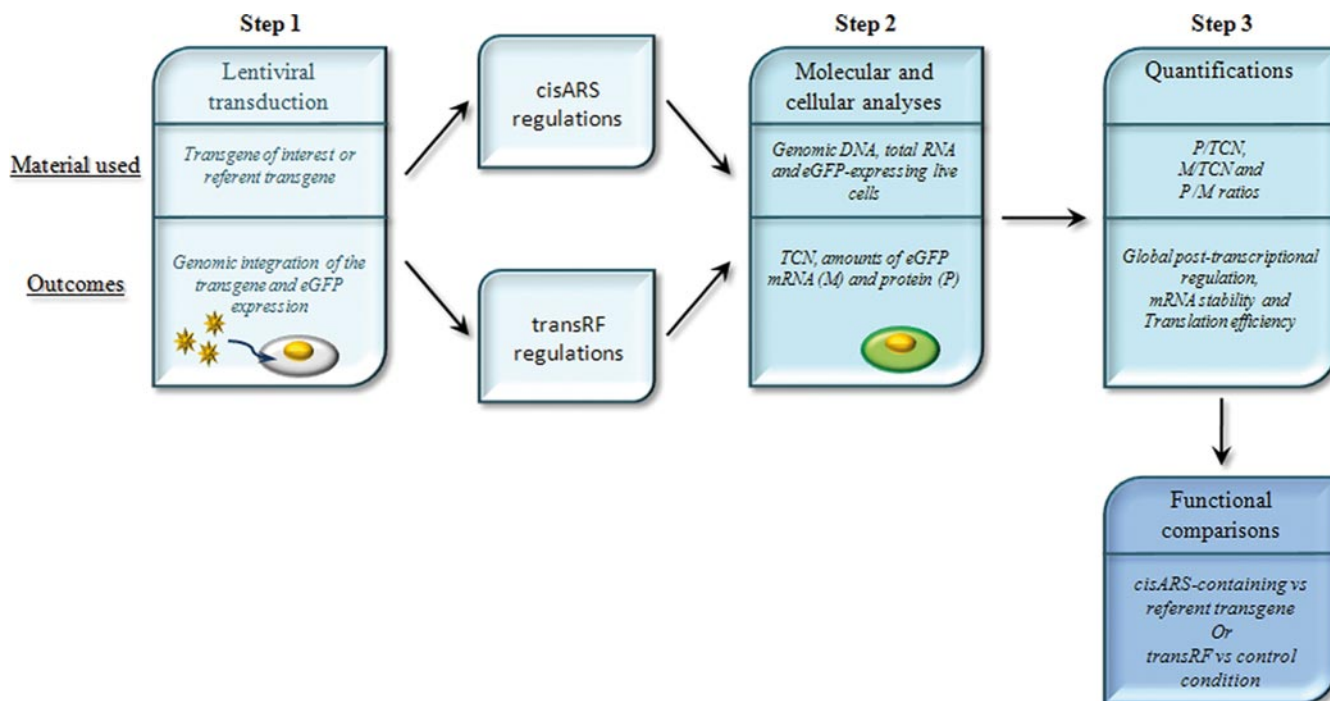 Step 1
Step 2
Step 3
Material used
Outcomes
Lentiviral
transduction
Transgene of interest or
referent transgene
Genomic integration of the
transgene and eGFP
expression
cisARS
regulations
transRF
regulations
Molecular and
cellular analyses
Genomic DNA, total RNA
and eGFP-expressing live
cells
TCN, amounts of eGFP
mRNA (M) and protein (P)
Quantifications
P/TCN,
M/TCN and
P/M ratios
Global post-transcriptional
regulation,
mRNA stability and
Translation efficiency
Functional
comparisons
cisARS-containing vs
referent transgene
Or
transRF vs control
condition